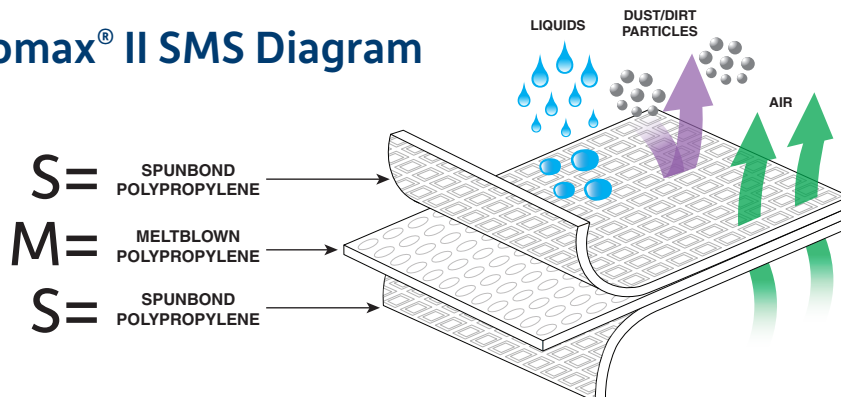 omax® II SMS Diagram
LIQUIDS
DUST/DIRT
PARTICLES
AIR
S=
SPUNBOND
POLYPROPYLENE
M=
MELTBLOWN
POLYPROPYLENE
S=
SPUNBOND
POLYPROPYLENE